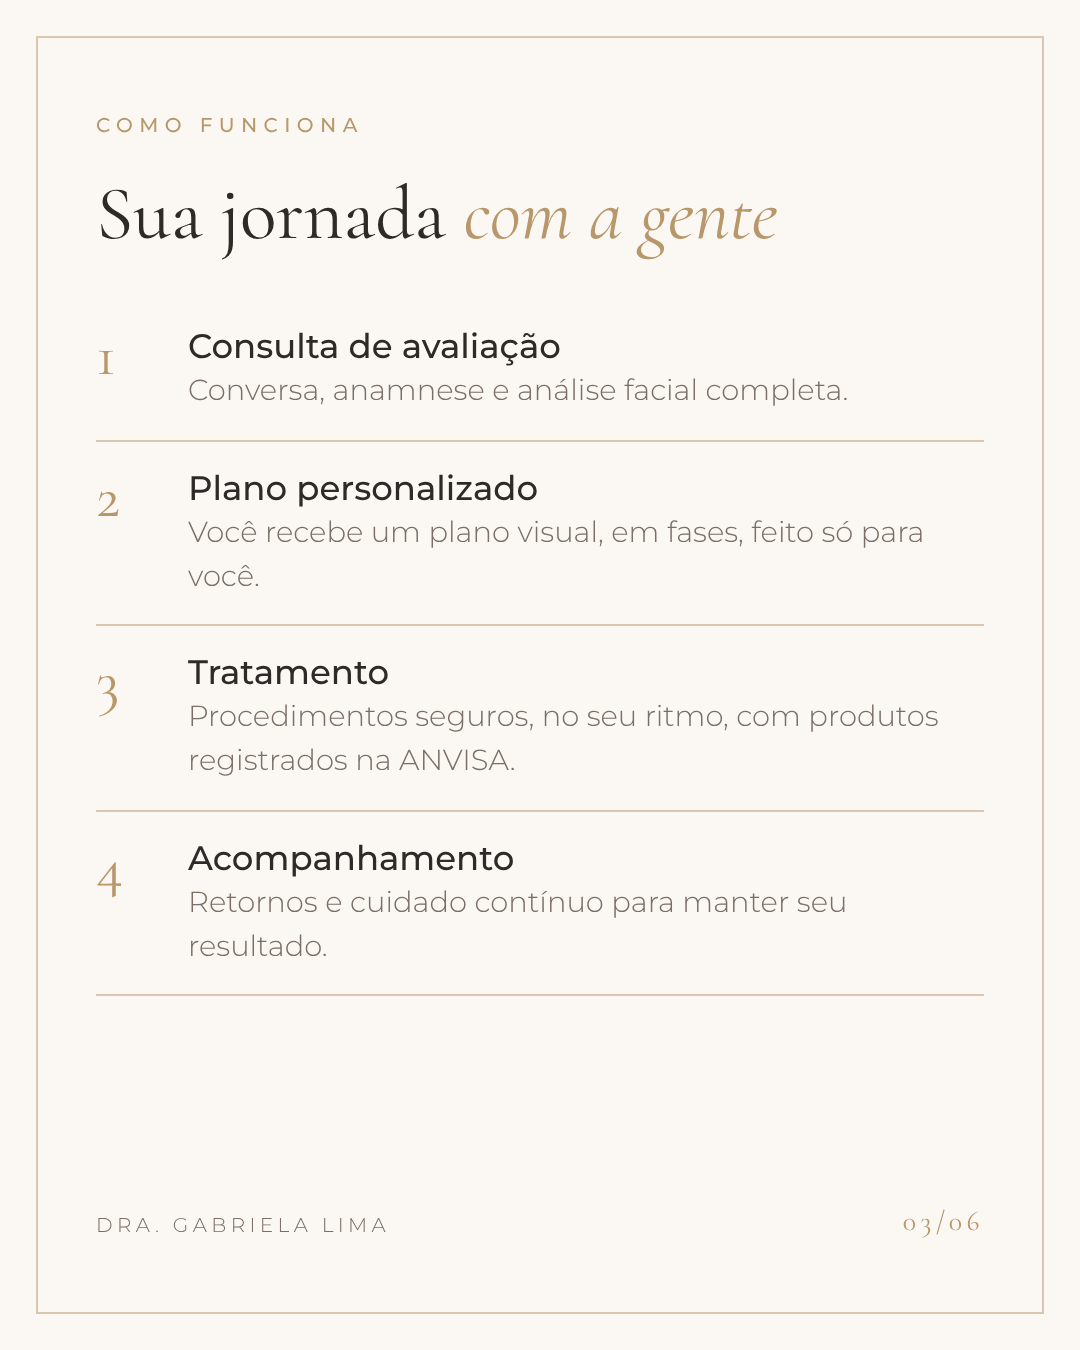 COMO FUNCIONA
Sua jornada com a gente
1
Consulta de avaliação
Conversa, anamnese e análise facial completa.
2
Plano personalizado
Você recebe um plano visual, em fases, feito só para
você.
3
Tratamento
Procedimentos seguros, no seu ritmo, com produtos
registrados na ANVISA.
4
Acompanhamento
Retornos e cuidado contínuo para manter seu
resultado.
DRA. GABRIELA LIMA
03/06